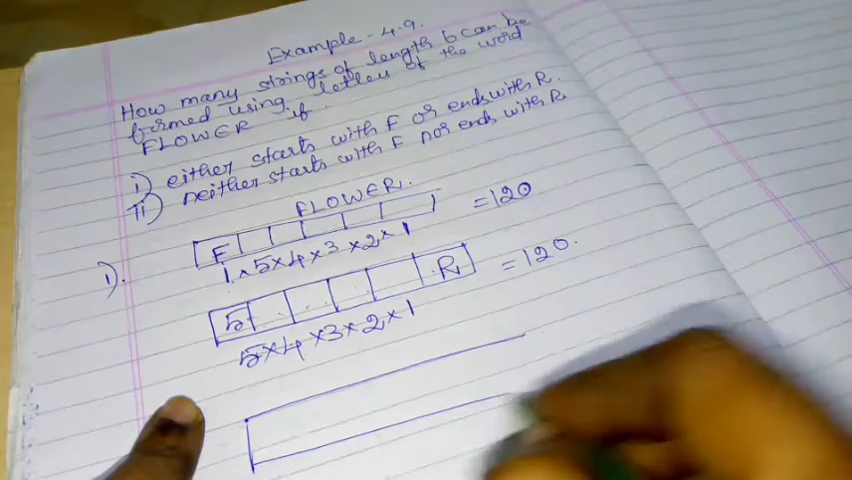 Example - 4.9.
How many strings of length 6 can be
formed using letters of the word
FLOWER if
i) either starts with F or ends with R.
ii) neither starts with F nor ends with R.
FLOWER.
i). F = 120
1 × 5 × 4 × 3 × 2 × 1
5 R = 120.
5 × 4 × 3 × 2 × 1